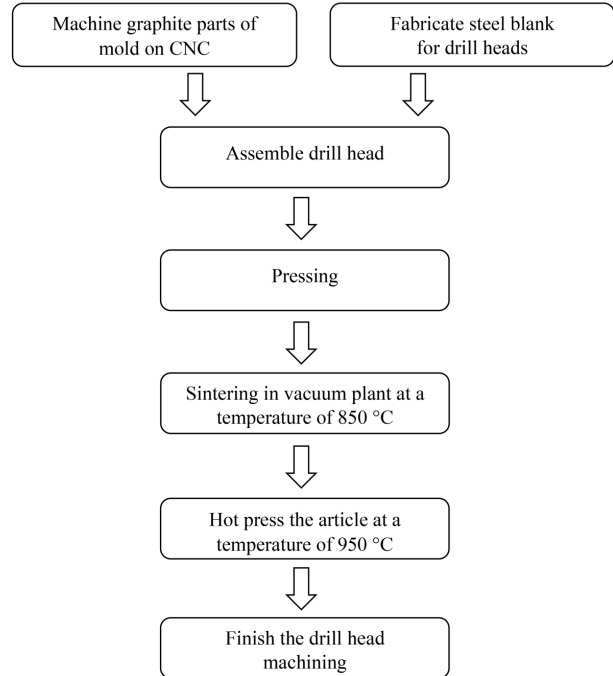 Machine graphite parts of
mold on CNC
Fabricate steel blank
for drill heads
Assemble drill head
Pressing
Sintering in vacuum plant at a
temperature of 850 °C
Hot press the article at a
temperature of 950 °C
Finish the drill head
machining